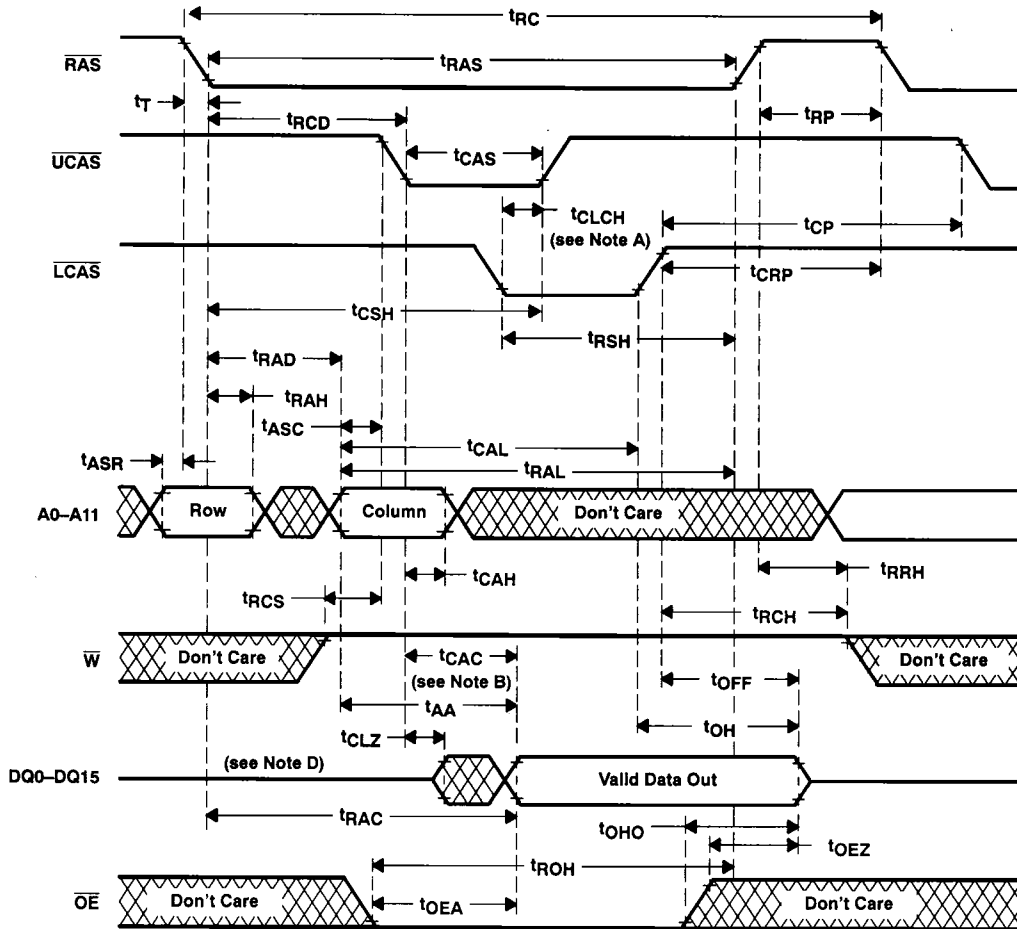 tRC
RAS
tRAS
tT
tRCD
tRP
UCAS
tCAS
tCLCH
(see Note A)
tCP
LCAS
tCRP
tCSH
tRSH
tRAD
tRAH
tASC
tCAL
tASR
tRAL
A0–A11
Row
Column
Don't Care
tCAH
tRRH
tRCS
tRCH
W
Don't Care
tCAC
(see Note B)
Don't Care
tOFF
tAA
tOH
tCLZ
(see Note D)
DQ0–DQ15
Valid Data Out
tRAC
tOHO
tOEZ
tROH
OE
Don't Care
tOEA
Don't Care